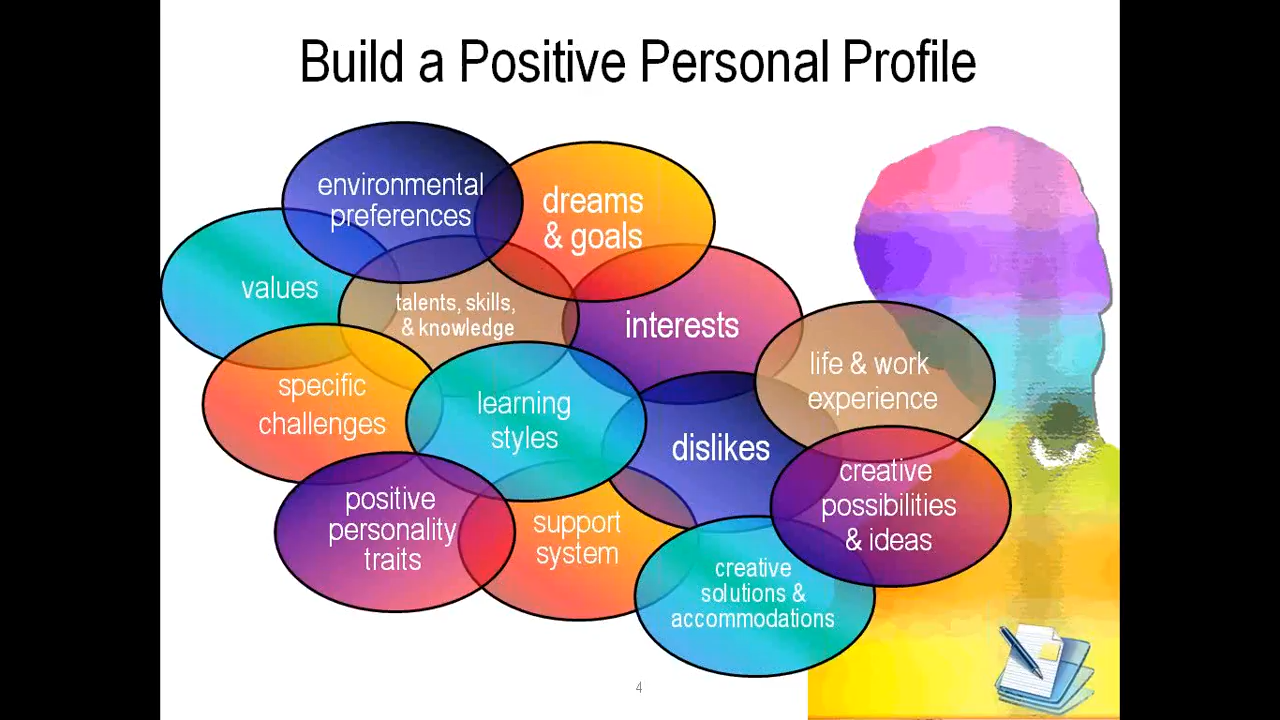 Build a Positive Personal Profile
environmental
preferences
dreams
& goals
values
talents, skills,
& knowledge
interests
life & work
experience
specific
challenges
learning
styles
dislikes
creative
possibilities
& ideas
positive
personality
traits
support
system
creative
solutions &
accommodations
4